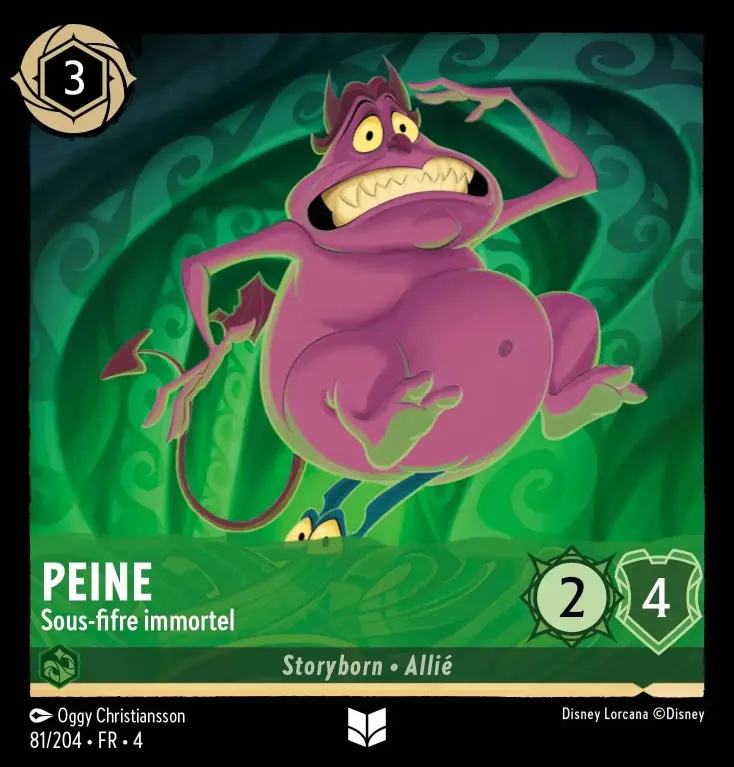 3
PEINE
Sous-fifre immortel
2
4
Storyborn • Allié
Oggy Christiansson
Disney Lorcana ©Disney
81/204 • FR • 4